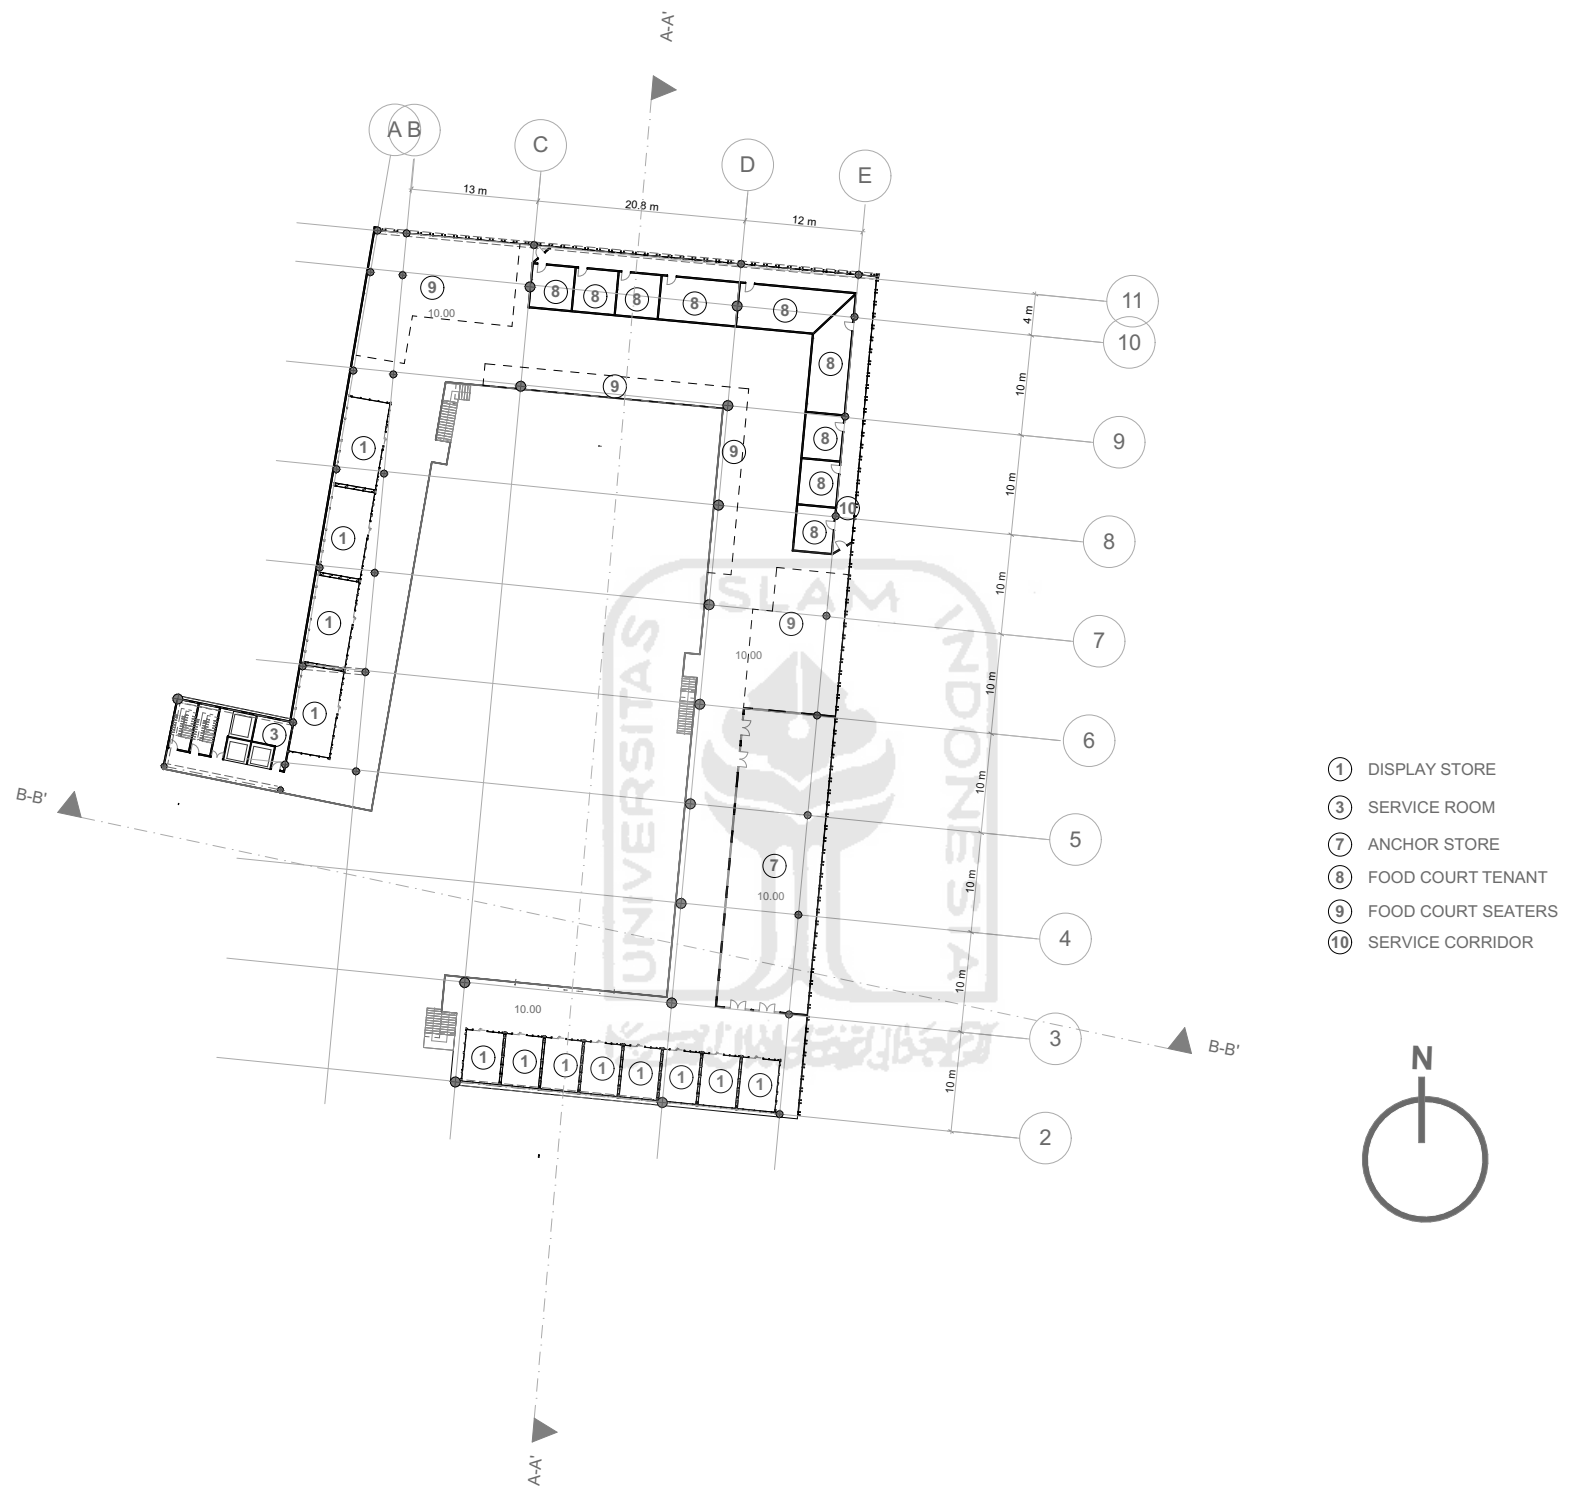 A-A'
A B
C
D
E
13 m
20.8 m
12 m
11
10
9
8
7
6
5
4
3
2
4 m
10 m
10 m
10 m
10 m
10 m
10 m
10 m
10 m
9
10.00
8
8
8
8
8
8
8
8
8
10
9
9
9
10.00
1
1
1
1
3
7
10.00
10.00
1
1
1
1
1
1
1
1
B-B'
B-B'
A-A'
UNIVERSITAS
ISLAM
INDONESIA
1 DISPLAY STORE
3 SERVICE ROOM
7 ANCHOR STORE
8 FOOD COURT TENANT
9 FOOD COURT SEATERS
10 SERVICE CORRIDOR
N